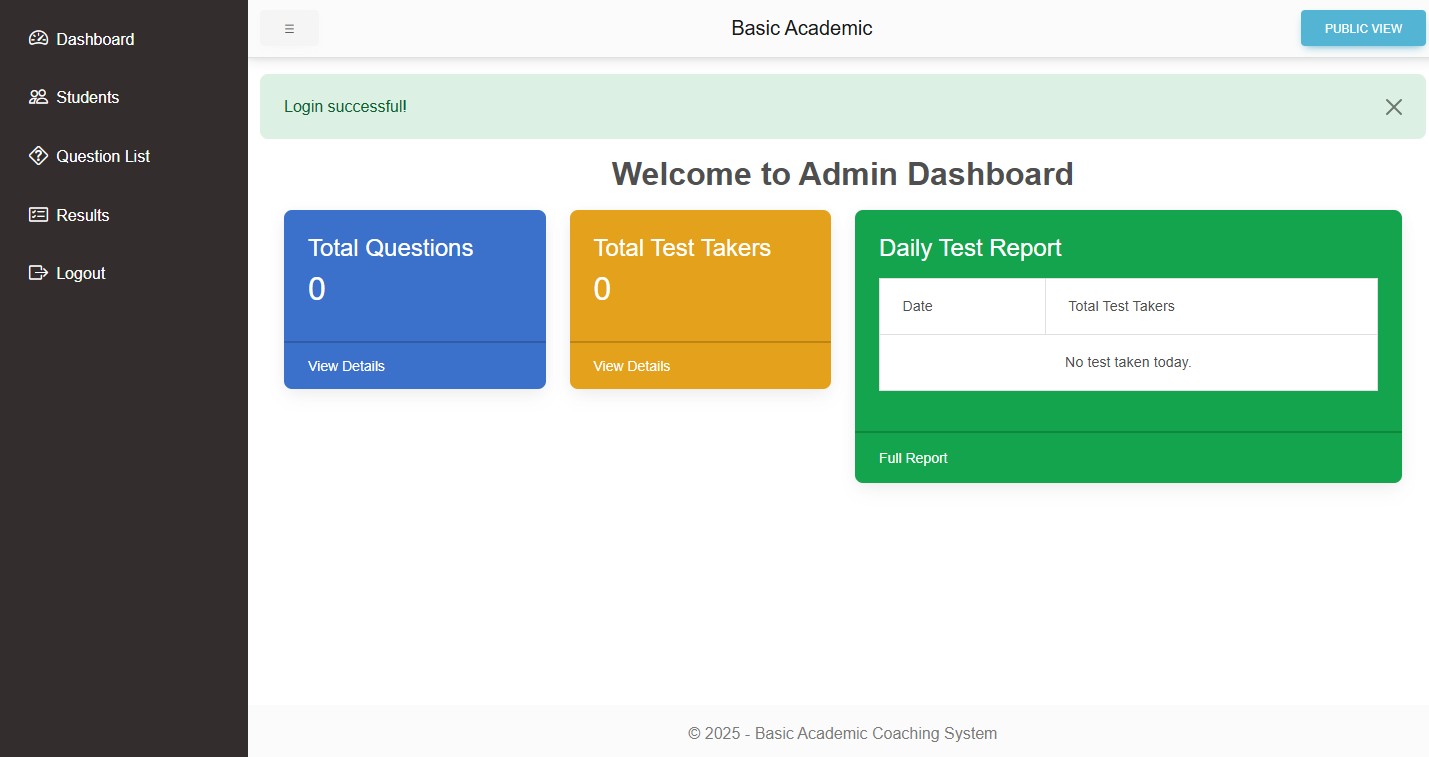 Dashboard
Students
Question List
Results
Logout
Basic Academic
PUBLIC VIEW
Login successful!
Welcome to Admin Dashboard
Total Questions
0
View Details
Total Test Takers
0
View Details
Daily Test Report
Date Total Test Takers
No test taken today.
Full Report
© 2025 - Basic Academic Coaching System